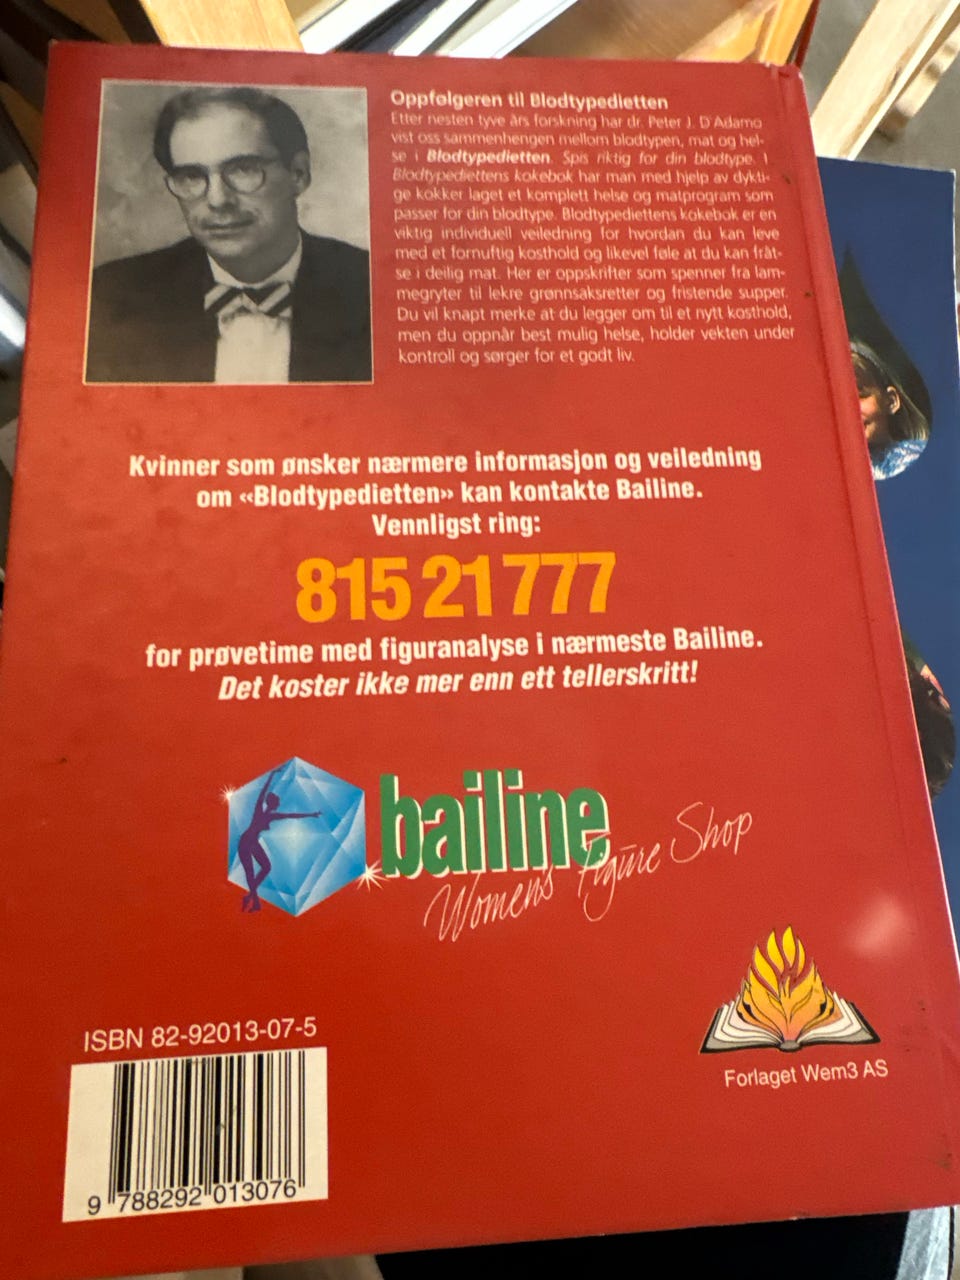 Oppfølgeren til Blodtypedietten
Etter nesten tyve års forskning har dr. Peter J. D'Adamo
vist oss sammenhengen mellom blodtypen, mat og hel-
se i Blodtypedietten. Spis riktig for din blodtype. I
Blodtypediettens kokebok har man med hjelp av dykti-
ge kokker laget et komplett helse og matprogram som
passer for din blodtype. Blodtypediettens kokebok er en
viktig individuell veiledning for hvordan du kan leve
med et fornuftig kosthold og likevel føle at du kan fråt-
se i deilig mat. Her er oppskrifter som spenner fra lam-
megryter til lekre grønnsaksretter og fristende supper.
Du vil knapt merke at du legger om til et nytt kosthold,
men du oppnår best mulig helse, holder vekten under
kontroll og sørger for et godt liv.
Kvinner som ønsker nærmere informasjon og veiledning
om «Blodtypedietten» kan kontakte Bailine.
Vennligst ring:
815 21 777
for prøvetime med figuranalyse i nærmeste Bailine.
Det koster ikke mer enn ett tellerskritt!
bailine
Women's Figure Shop
ISBN 82-92013-07-5
9 788292 013076
Forlaget Wem3 AS